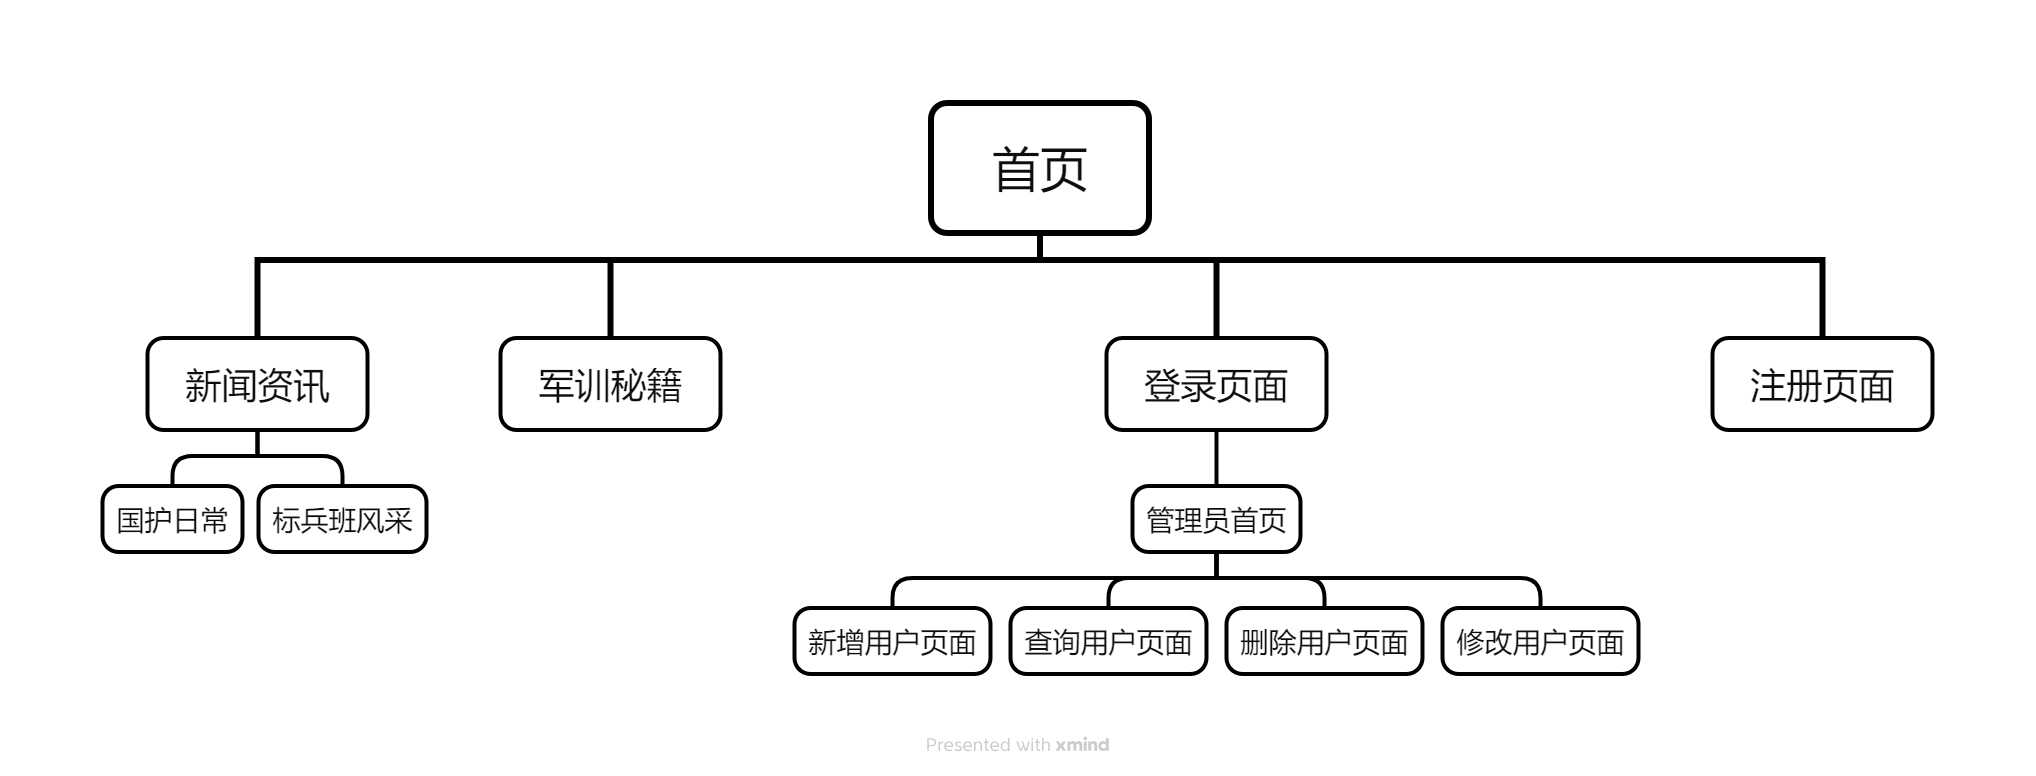 首页
新闻资讯
军训秘籍
登录页面
注册页面
国护日常
标兵班风采
管理员首页
新增用户页面
查询用户页面
删除用户页面
修改用户页面
Presented with xmind